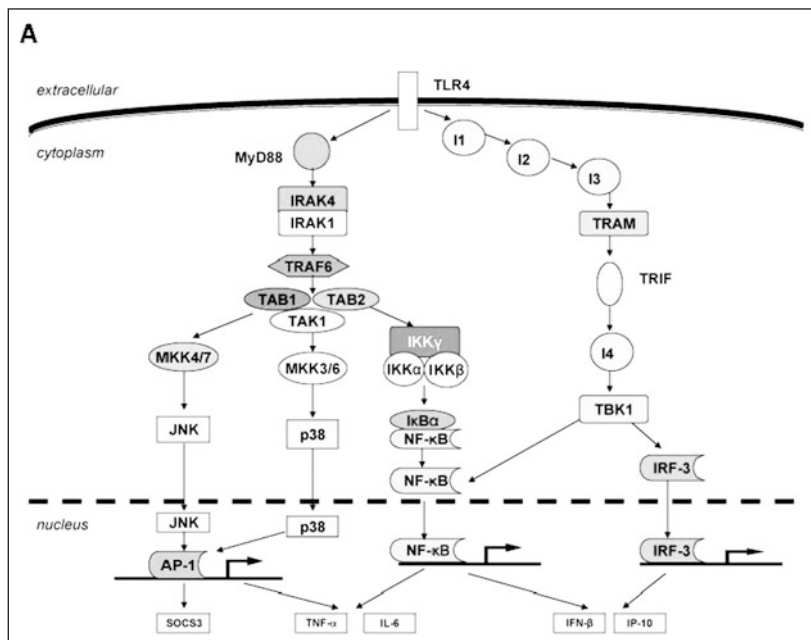 A
extracellular
TLR4
cytoplasm
MyD88
I1
I2
I3
IRAK4
IRAK1
TRAM
TRAF6
TRIF
TAB1
TAB2
TAK1
IKKγ
MKK4/7
MKK3/6
IKKα
IKKβ
I4
IκBα
TBK1
JNK
p38
NF-κB
NF-κB
IRF-3
nucleus
JNK
p38
AP-1
NF-κB
IRF-3
SOCS3
TNF-α
IL-6
IFN-β
IP-10